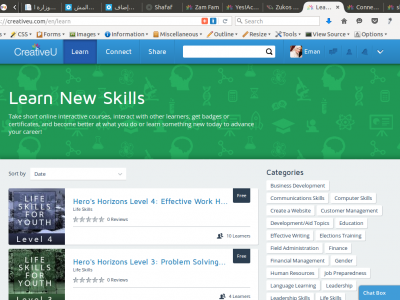 وزارة ا
إضاف...
Shafaf
Zam Fam
Yes!Ac
Zukos
Lea
Conne
creativeu.com/en/learn
CSS Forms Images Information Miscellaneous Outline Resize Tools View Source Options
CreativeU Learn Connect Share Eman
Learn New Skills
Take short online interactive courses, interact with other learners, get badges or
certificates, and become better at what you do or learn something new today to advance
your career!
Sort by Date
Categories
Business Development
Communications Skills Computer Skills
Create a Website Customer Management
Development/Aid Topics Education
Effective Writing Elections Training
Field Administration Finance
Financial Management Gender
Human Resources Job Preparedness
Language Learning Leadership
Leadership Skills Life Skills
LIFE
SKILLS
FOR
YOUTH
Level 4
Hero's Horizons Level 4: Effective Work H...
Life Skills
0 Reviews
Free
10 Learners
LIFE
SKILLS
FOR
YOUTH
Level 3
Hero's Horizons Level 3: Problem Solving...
Life Skills
0 Reviews
Free
4 Learners
Chat Box